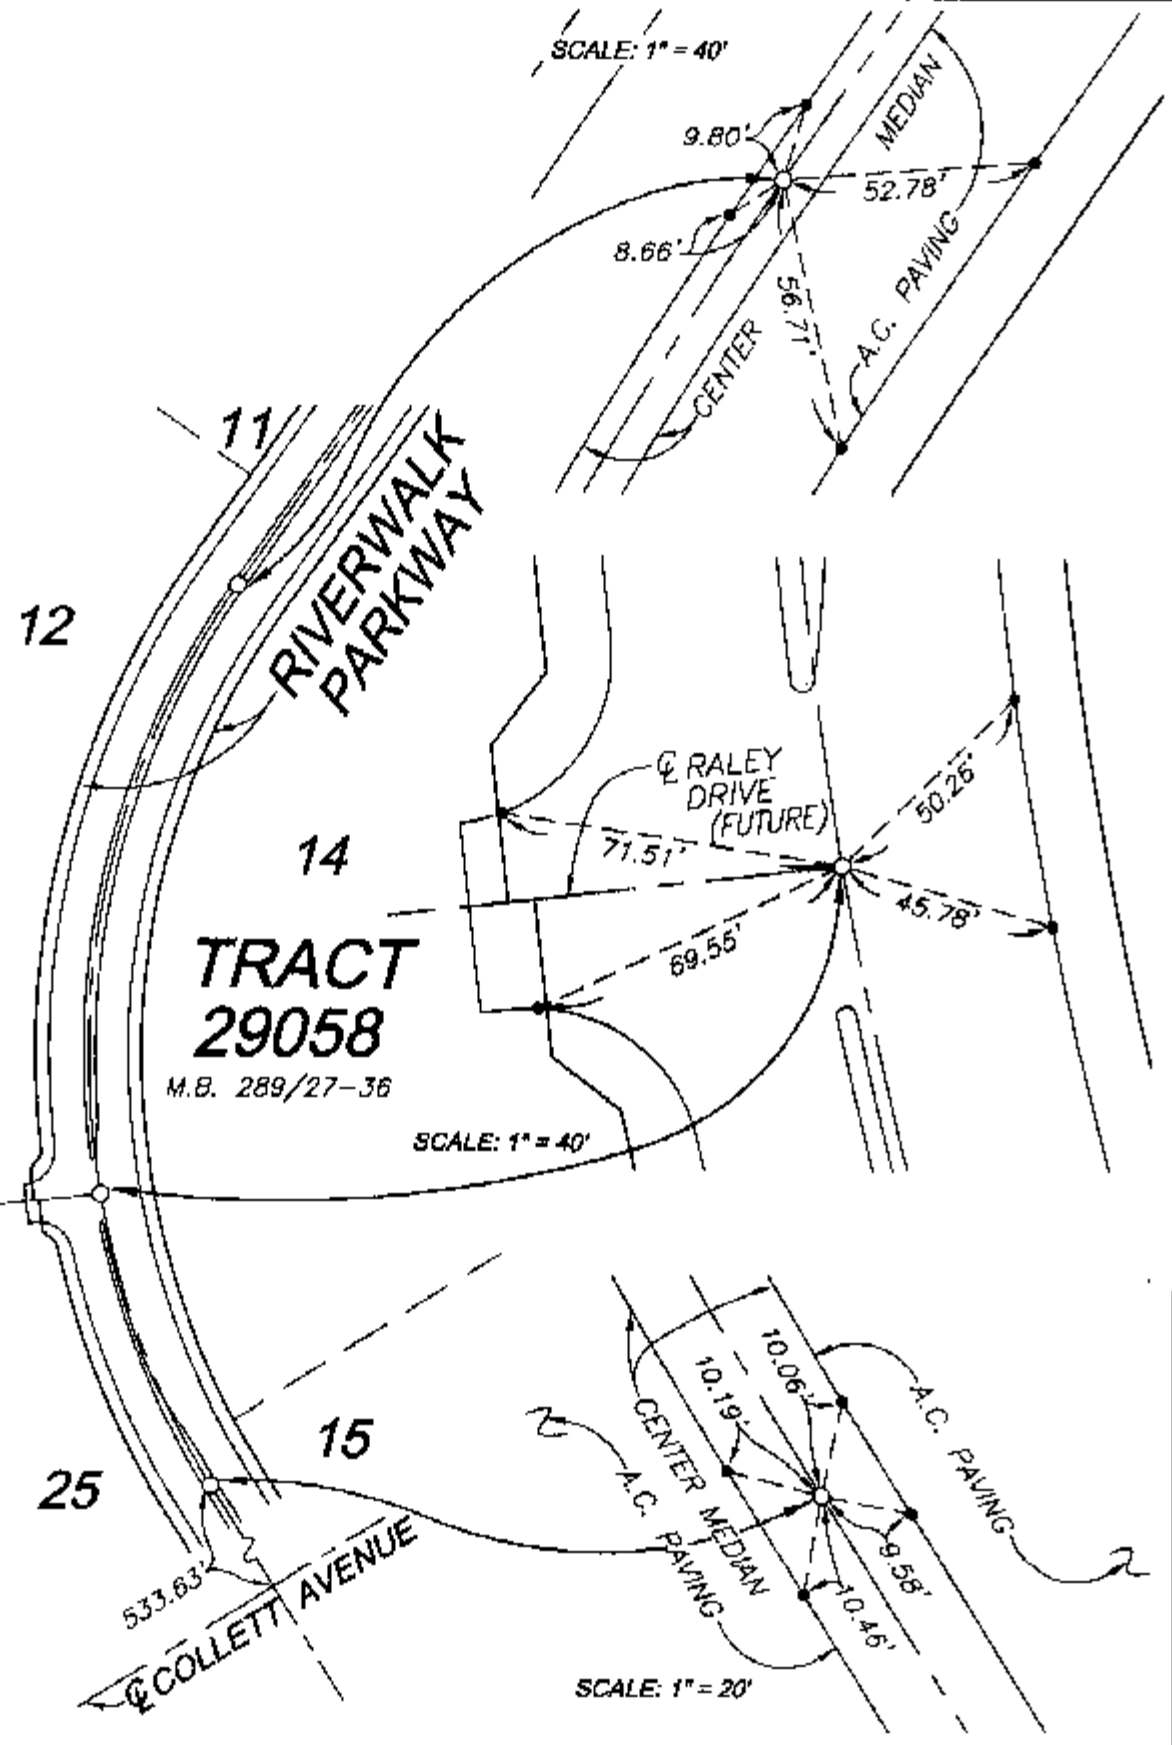 SCALE: 1" = 40'
9.80'
MEDIAN
52.78'
8.66'
56.71'
A.C. PAVING
CENTER
11
RIVERWALK
PARKWAY
12
℄ RALEY
DRIVE
(FUTURE)
50.26'
71.51'
14
45.78'
69.55'
TRACT
29058
M.B. 289/27-36
SCALE: 1" = 40'
10.06'
10.19'
A.C. PAVING
CENTER MEDIAN
15
25
A.C. PAVING
9.58'
10.46'
533.63'
℄ COLLETT AVENUE
SCALE: 1" = 20'